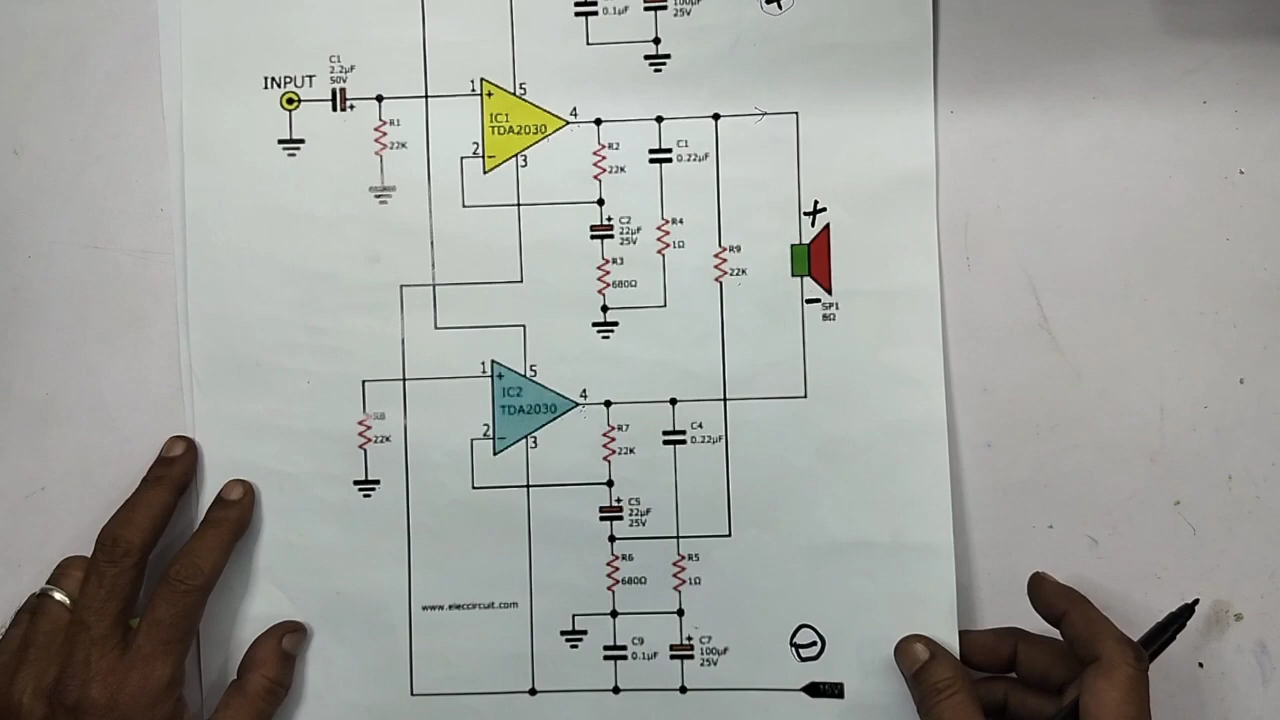 0.1µF
100µF
25V
+
C1
2.2µF
50V
INPUT
+
1
+
5
IC1
TDA2030
4
2
−
3
R1
22K
R2
22K
C1
0.22µF
+
C2
22µF
25V
R4
1Ω
R3
680Ω
R9
22K
+
−
SP1
8Ω
1
+
5
IC2
TDA2030
4
2
−
3
R8
22K
R7
22K
C4
0.22µF
+
C5
22µF
25V
R6
680Ω
R5
1Ω
www.eleccircuit.com
C9
0.1µF
+
C7
100µF
25V
−
15V